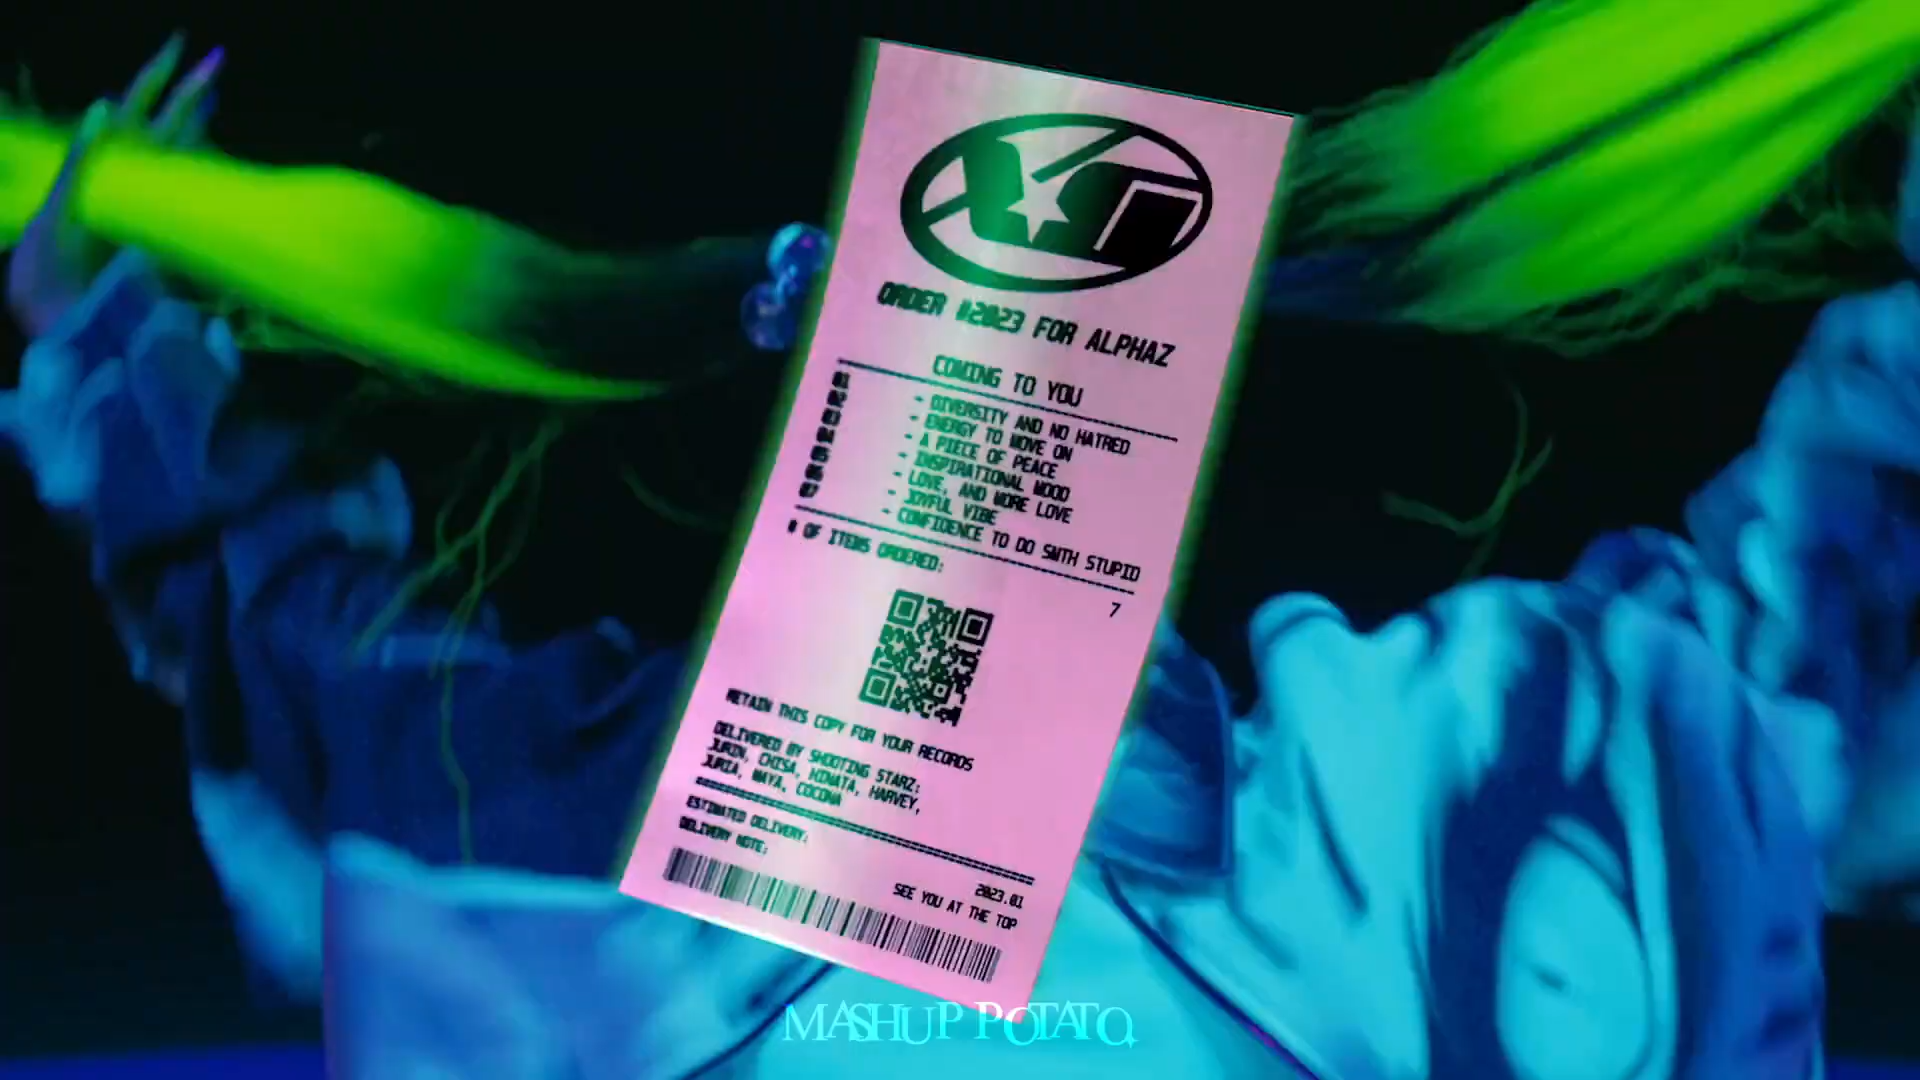 ORDER #2023 FOR ALPHAZ
COMING TO YOU
01 - DIVERSITY AND NO HATRED
02 - ENERGY TO MOVE ON
03 - A PIECE OF PEACE
04 - INSPIRATIONAL MOOD
05 - LOVE, AND MORE LOVE
06 - JOYFUL VIBE
07 - CONFIDENCE TO DO SMTH STUPID
# OF ITEMS ORDERED: 7
RETAIN THIS COPY FOR YOUR RECORDS
DELIVERED BY SHOOTING STARZ:
JURIN, CHISA, HINATA, HARVEY,
JURIA, MAYA, COCONA
ESTIMATED DELIVERY: 2023.01
DELIVERY NOTE: SEE YOU AT THE TOP
MASHUP POTATO